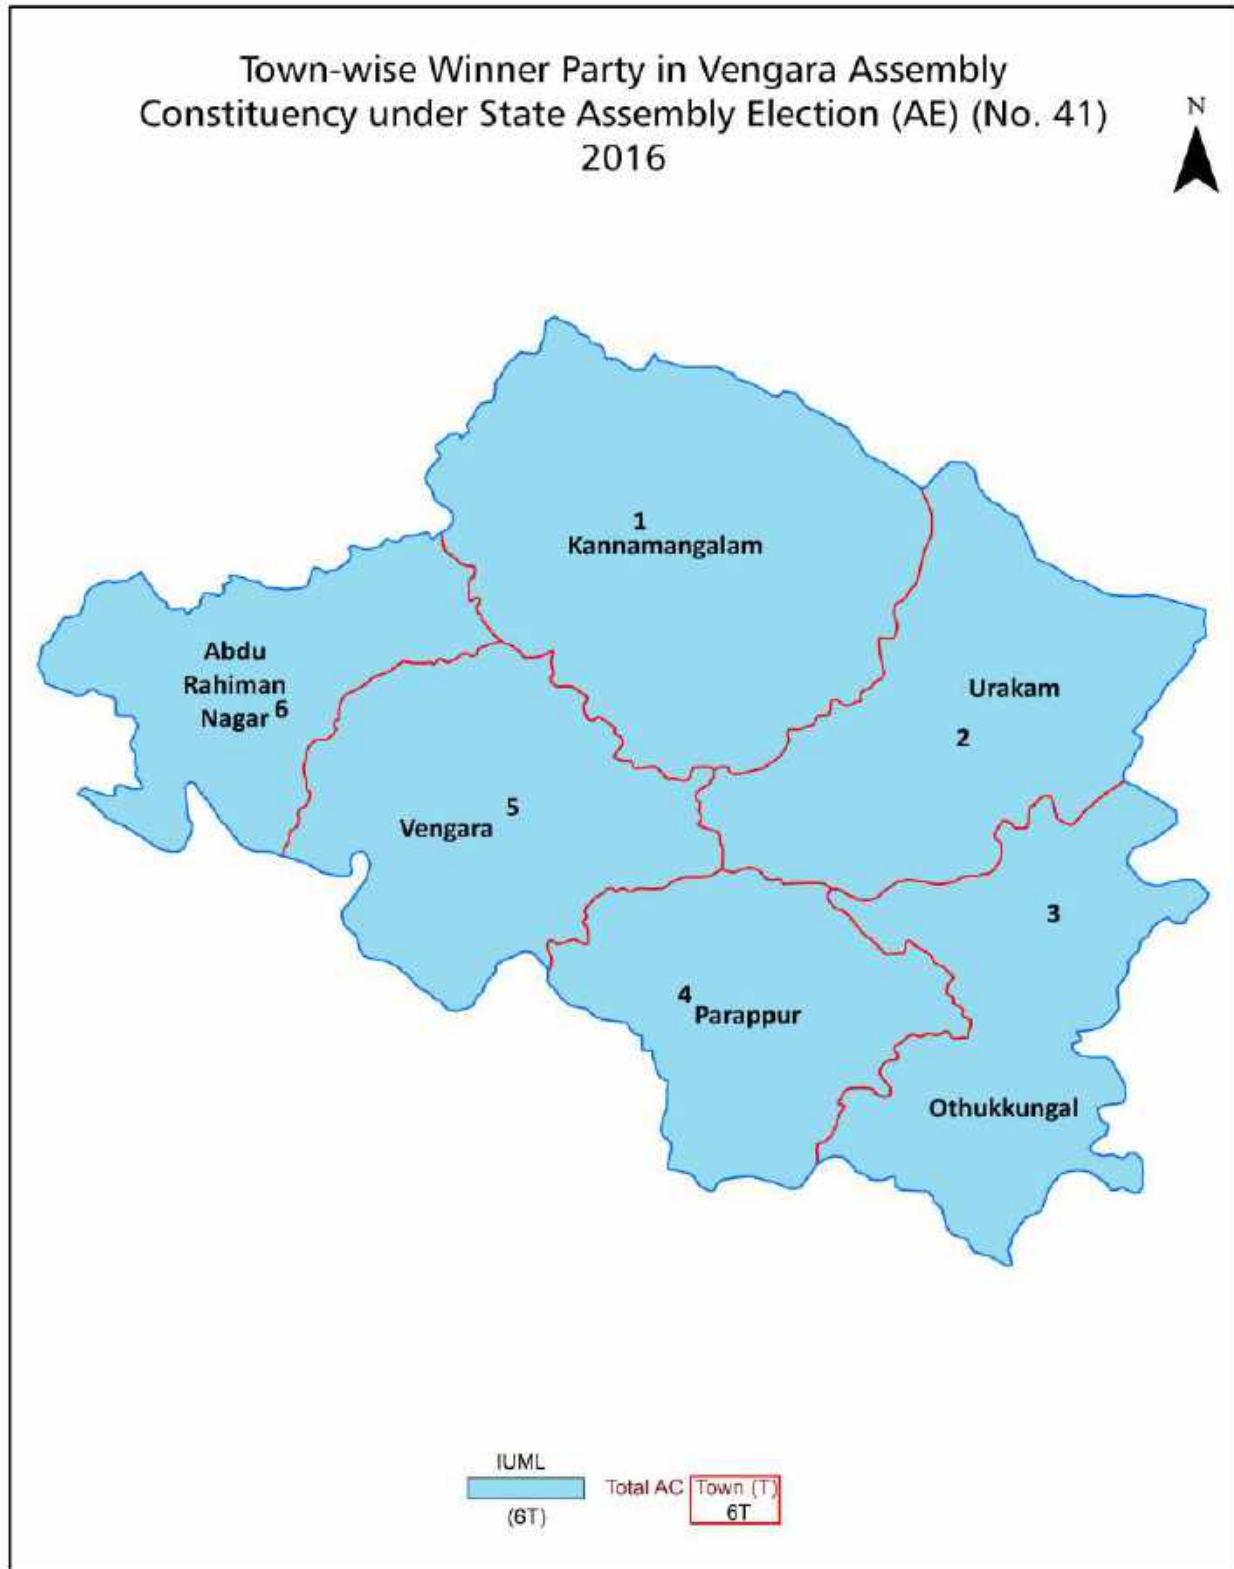 Town-wise Winner Party in Vengara Assembly
Constituency under State Assembly Election (AE) (No. 41)
2016
N
1
Kannamangalam
Abdu
Rahiman
Nagar 6
Urakam
2
5
Vengara
3
4
Parappur
Othukkungal
IUML
(6T)
Total AC
Town (T)
6T